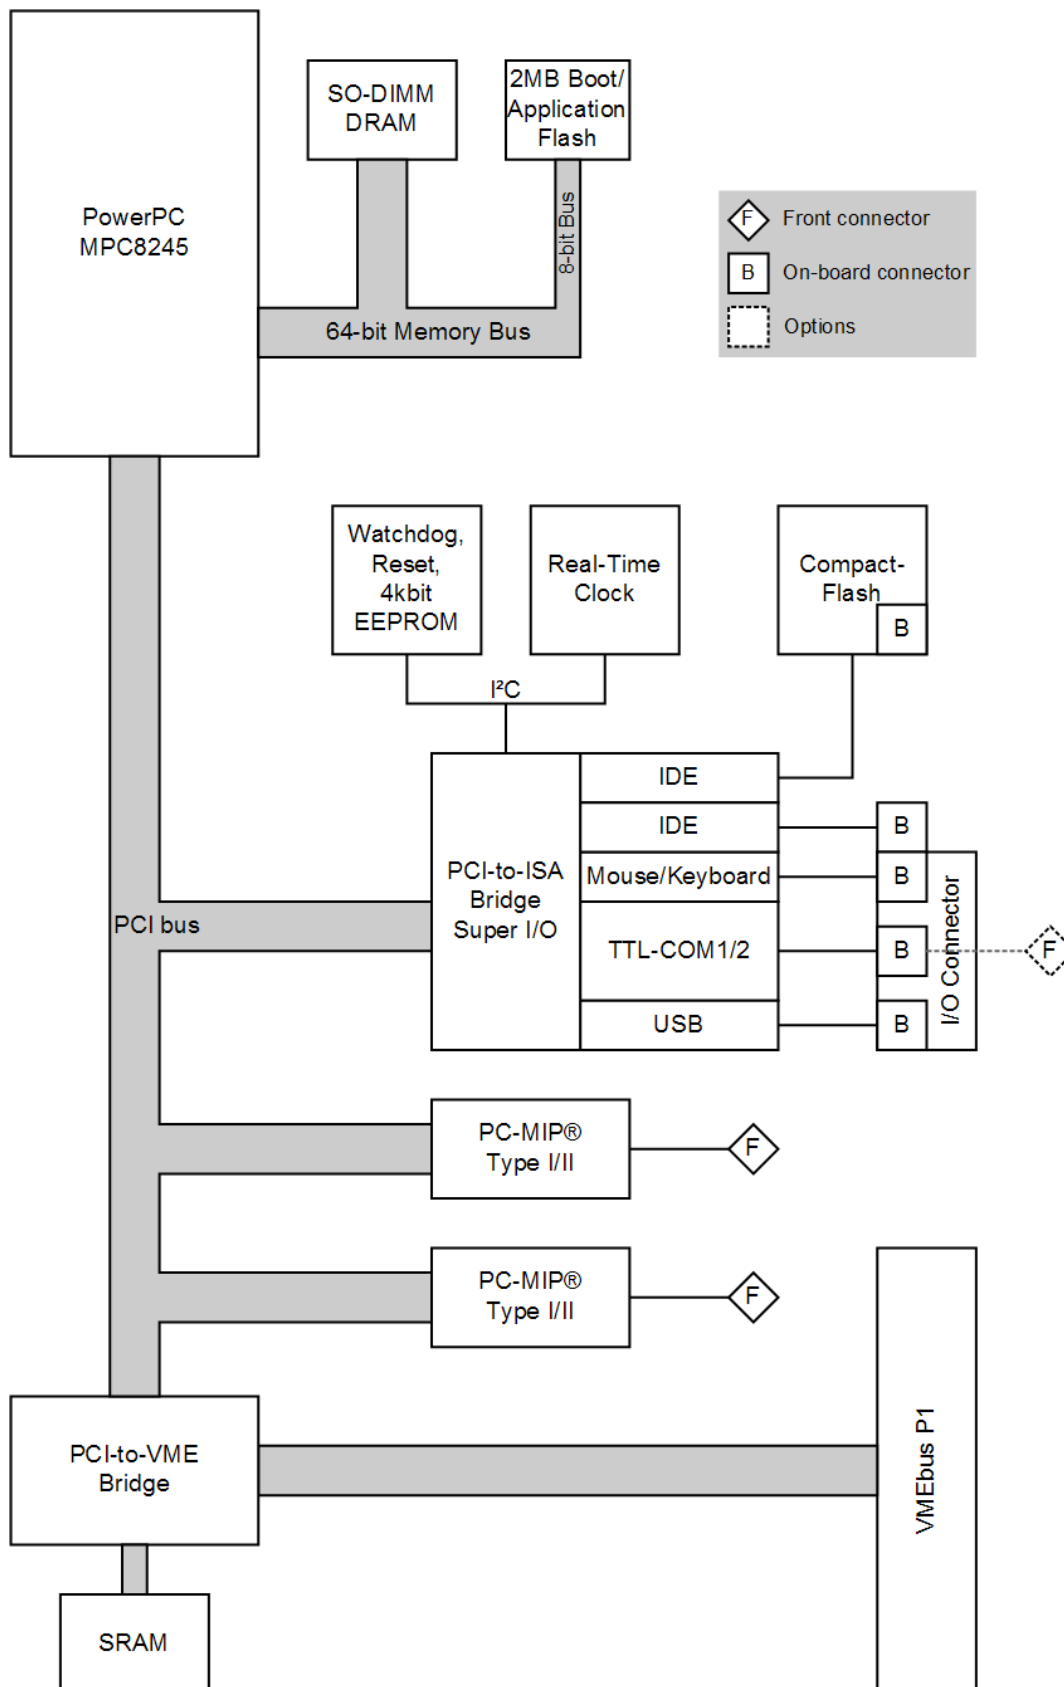 SO-DIMM
DRAM
2MB Boot/
Application
Flash
PowerPC
MPC8245
8-bit Bus
64-bit Memory Bus
F
Front connector
B
On-board connector
Options
Watchdog,
Reset,
4kbit
EEPROM
Real-Time
Clock
Compact-
Flash
B
I²C
PCI-to-ISA
Bridge
Super I/O
IDE
IDE
B
Mouse/Keyboard
B
TTL-COM1/2
B
F
USB
B
I/O Connector
PCI bus
PC-MIP®
Type I/II
F
PC-MIP®
Type I/II
F
PCI-to-VME
Bridge
VMEbus P1
SRAM